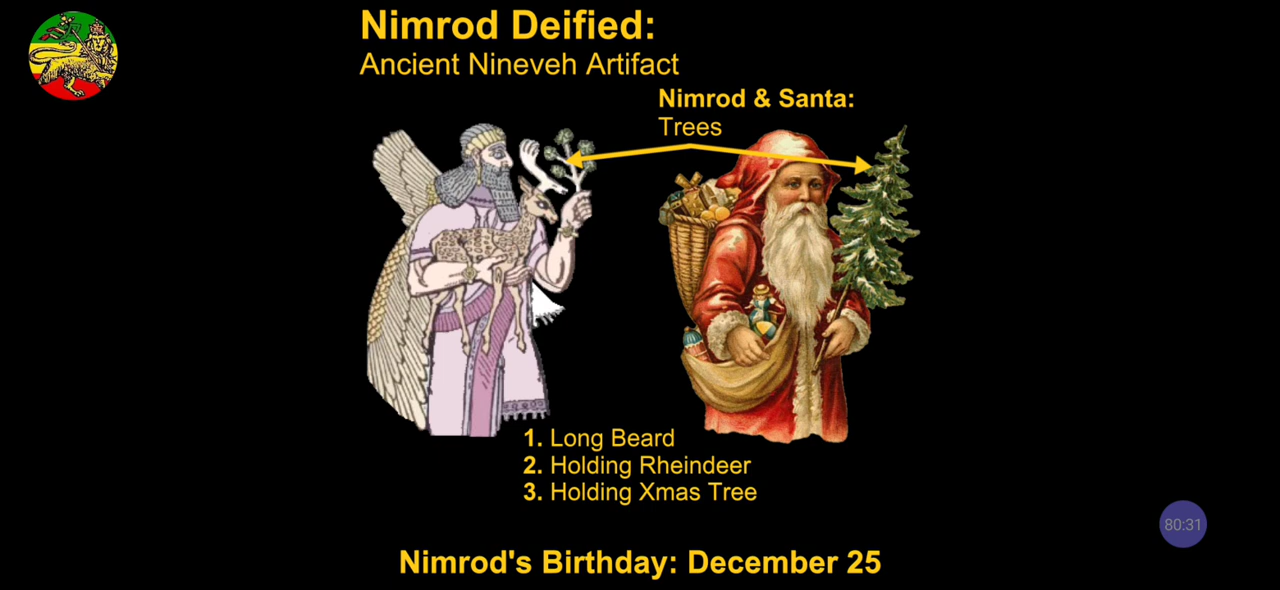 Nimrod Deified:
Ancient Nineveh Artifact
Nimrod & Santa:
Trees
1. Long Beard
2. Holding Rheindeer
3. Holding Xmas Tree
80:31
Nimrod's Birthday: December 25